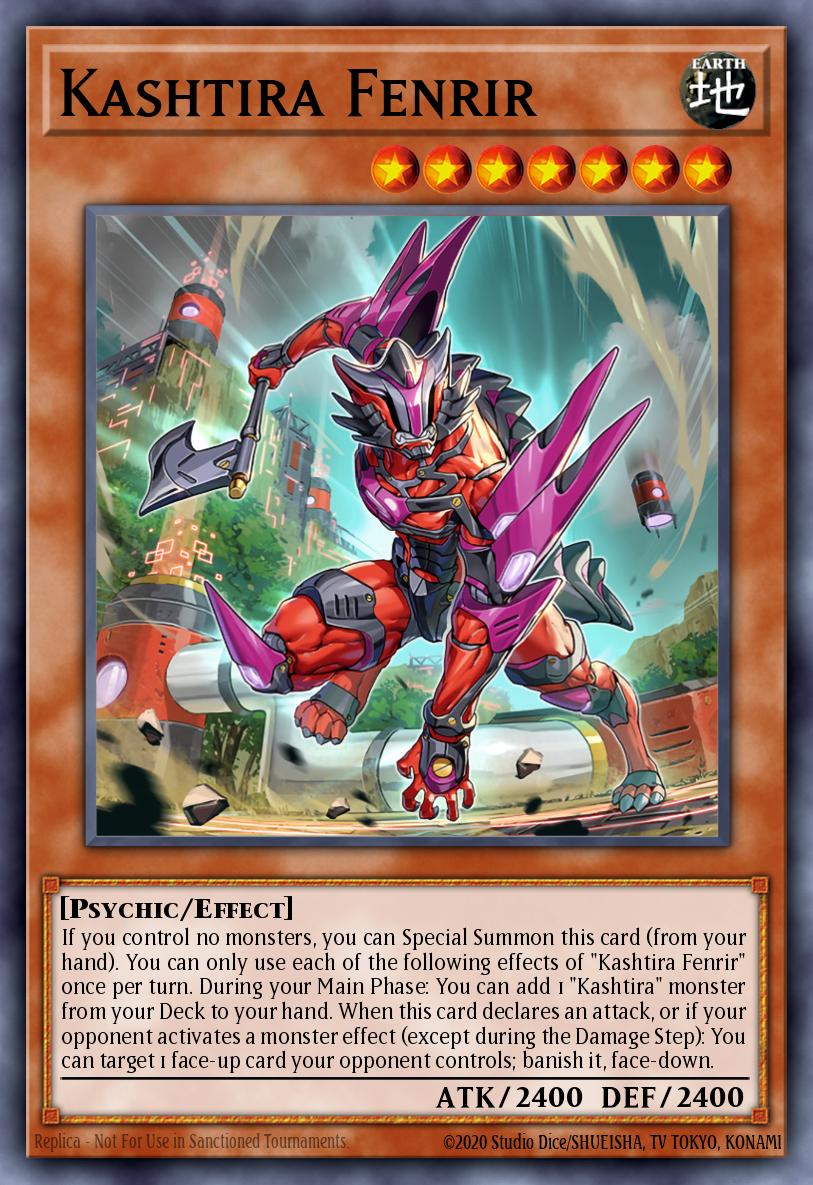 Kashtira Fenrir
EARTH
地
[Psychic/Effect]
If you control no monsters, you can Special Summon this card (from your
hand). You can only use each of the following effects of "Kashtira Fenrir"
once per turn. During your Main Phase: You can add 1 "Kashtira" monster
from your Deck to your hand. When this card declares an attack, or if your
opponent activates a monster effect (except during the Damage Step): You
can target 1 face-up card your opponent controls; banish it, face-down.
ATK/2400 DEF/2400
Replica - Not For Use in Sanctioned Tournaments.
©2020 Studio Dice/SHUEISHA, TV TOKYO, KONAMI